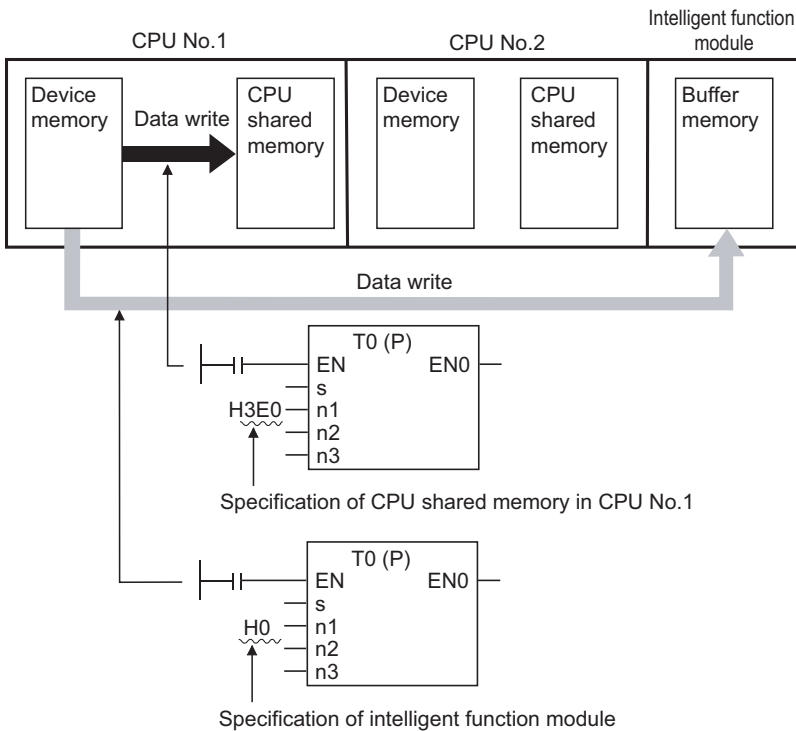 CPU No.1
CPU No.2
Intelligent function
module
Device
memory
Data write
CPU
shared
memory
Device
memory
CPU
shared
memory
Buffer
memory
Data write
T0 (P)
EN
EN0
s
H3E0
n1
n2
n3
Specification of CPU shared memory in CPU No.1
T0 (P)
EN
EN0
s
H0
n1
n2
n3
Specification of intelligent function module